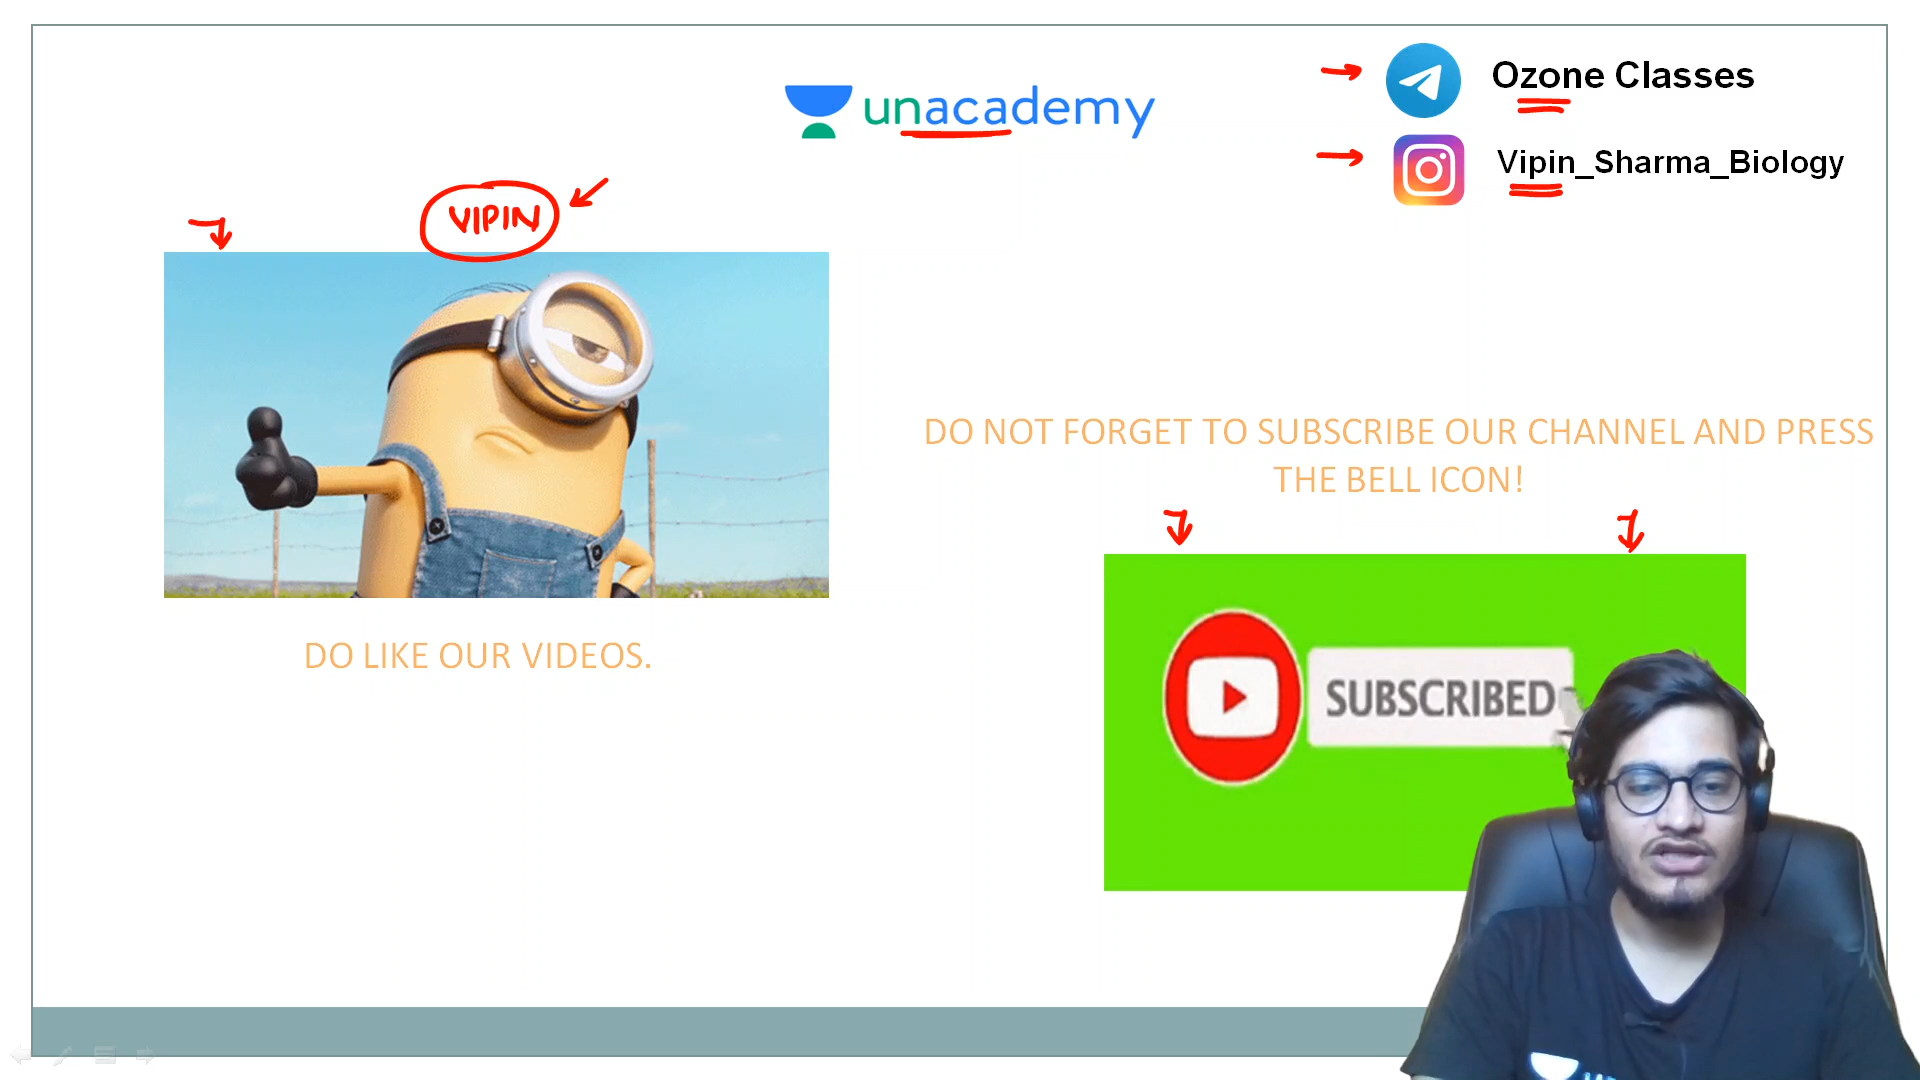 unacademy
Ozone Classes
Vipin_Sharma_Biology
VIPIN
DO NOT FORGET TO SUBSCRIBE OUR CHANNEL AND PRESS
THE BELL ICON!
DO LIKE OUR VIDEOS.
SUBSCRIBED